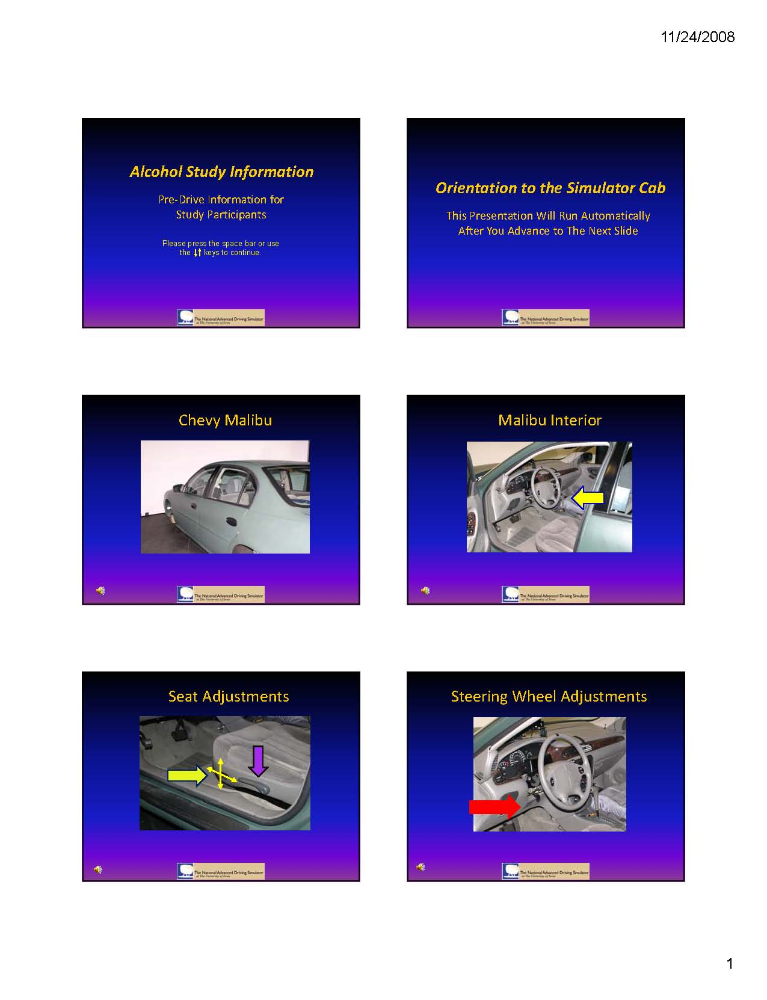 11/24/2008
Alcohol Study Information
Pre-Drive Information for
Study Participants
Please press the space bar or use
the ↓↑ keys to continue.
The National Advanced Driving Simulator
at The University of Iowa
Orientation to the Simulator Cab
This Presentation Will Run Automatically
After You Advance to The Next Slide
The National Advanced Driving Simulator
at The University of Iowa
Chevy Malibu
The National Advanced Driving Simulator
at The University of Iowa
Malibu Interior
The National Advanced Driving Simulator
at The University of Iowa
Seat Adjustments
The National Advanced Driving Simulator
at The University of Iowa
Steering Wheel Adjustments
The National Advanced Driving Simulator
at The University of Iowa
1